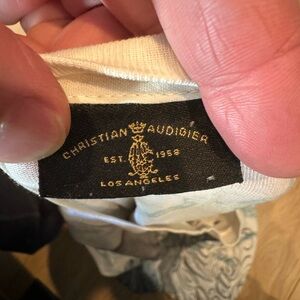 CHRISTIAN AUDIGIER
EST. 1958
LOS ANGELES